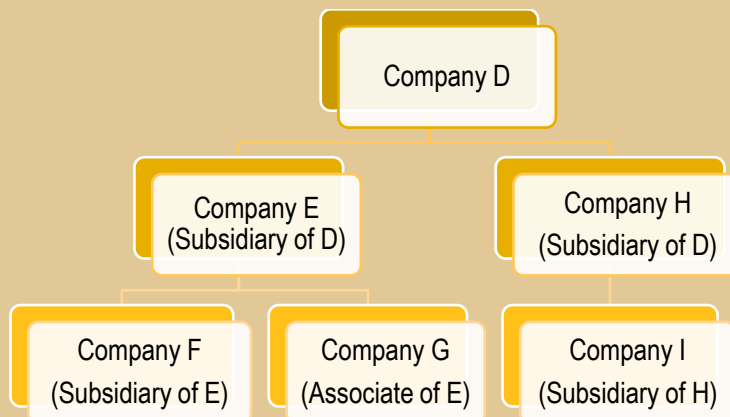 Company D
Company E
(Subsidiary of D)
Company H
(Subsidiary of D)
Company F
(Subsidiary of E)
Company G
(Associate of E)
Company I
(Subsidiary of H)